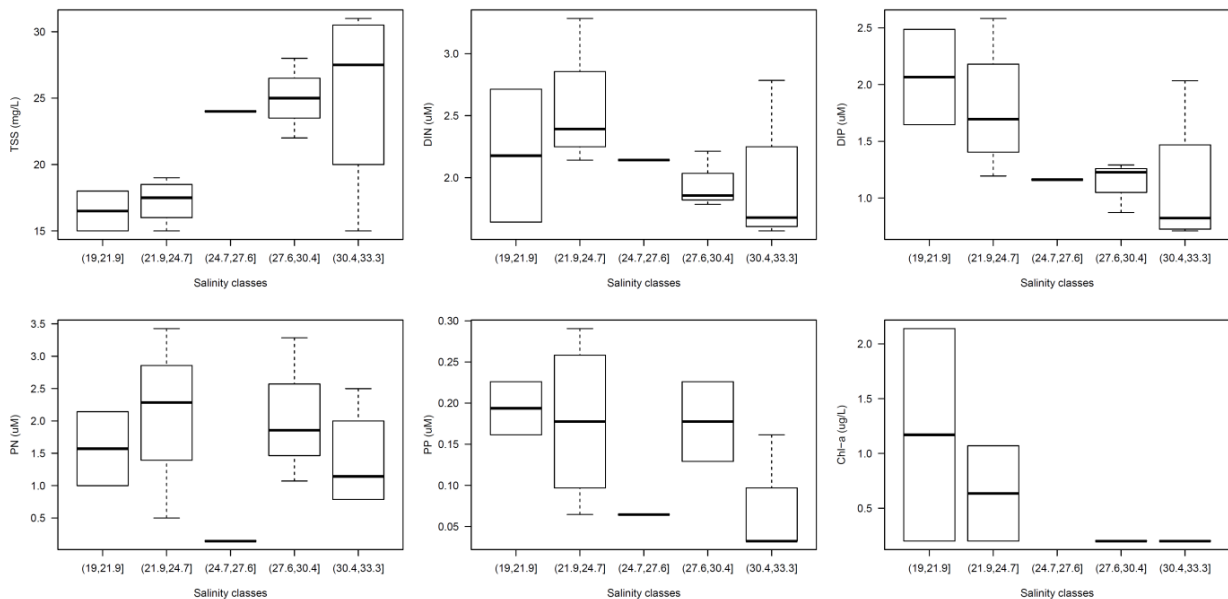 TSS (mg/L)
30
25
20
15
(19,21.9] (21.9,24.7] (24.7,27.6] (27.6,30.4] (30.4,33.3]
Salinity classes
DIN (uM)
3.0
2.5
2.0
(19,21.9] (21.9,24.7] (24.7,27.6] (27.6,30.4] (30.4,33.3]
Salinity classes
DIP (uM)
2.5
2.0
1.5
1.0
(19,21.9] (21.9,24.7] (24.7,27.6] (27.6,30.4] (30.4,33.3]
Salinity classes
PN (uM)
3.5
3.0
2.5
2.0
1.5
1.0
0.5
(19,21.9] (21.9,24.7] (24.7,27.6] (27.6,30.4] (30.4,33.3]
Salinity classes
PP (uM)
0.30
0.25
0.20
0.15
0.10
0.05
(19,21.9] (21.9,24.7] (24.7,27.6] (27.6,30.4] (30.4,33.3]
Salinity classes
Chl−a (ug/L)
2.0
1.5
1.0
0.5
(19,21.9] (21.9,24.7] (24.7,27.6] (27.6,30.4] (30.4,33.3]
Salinity classes